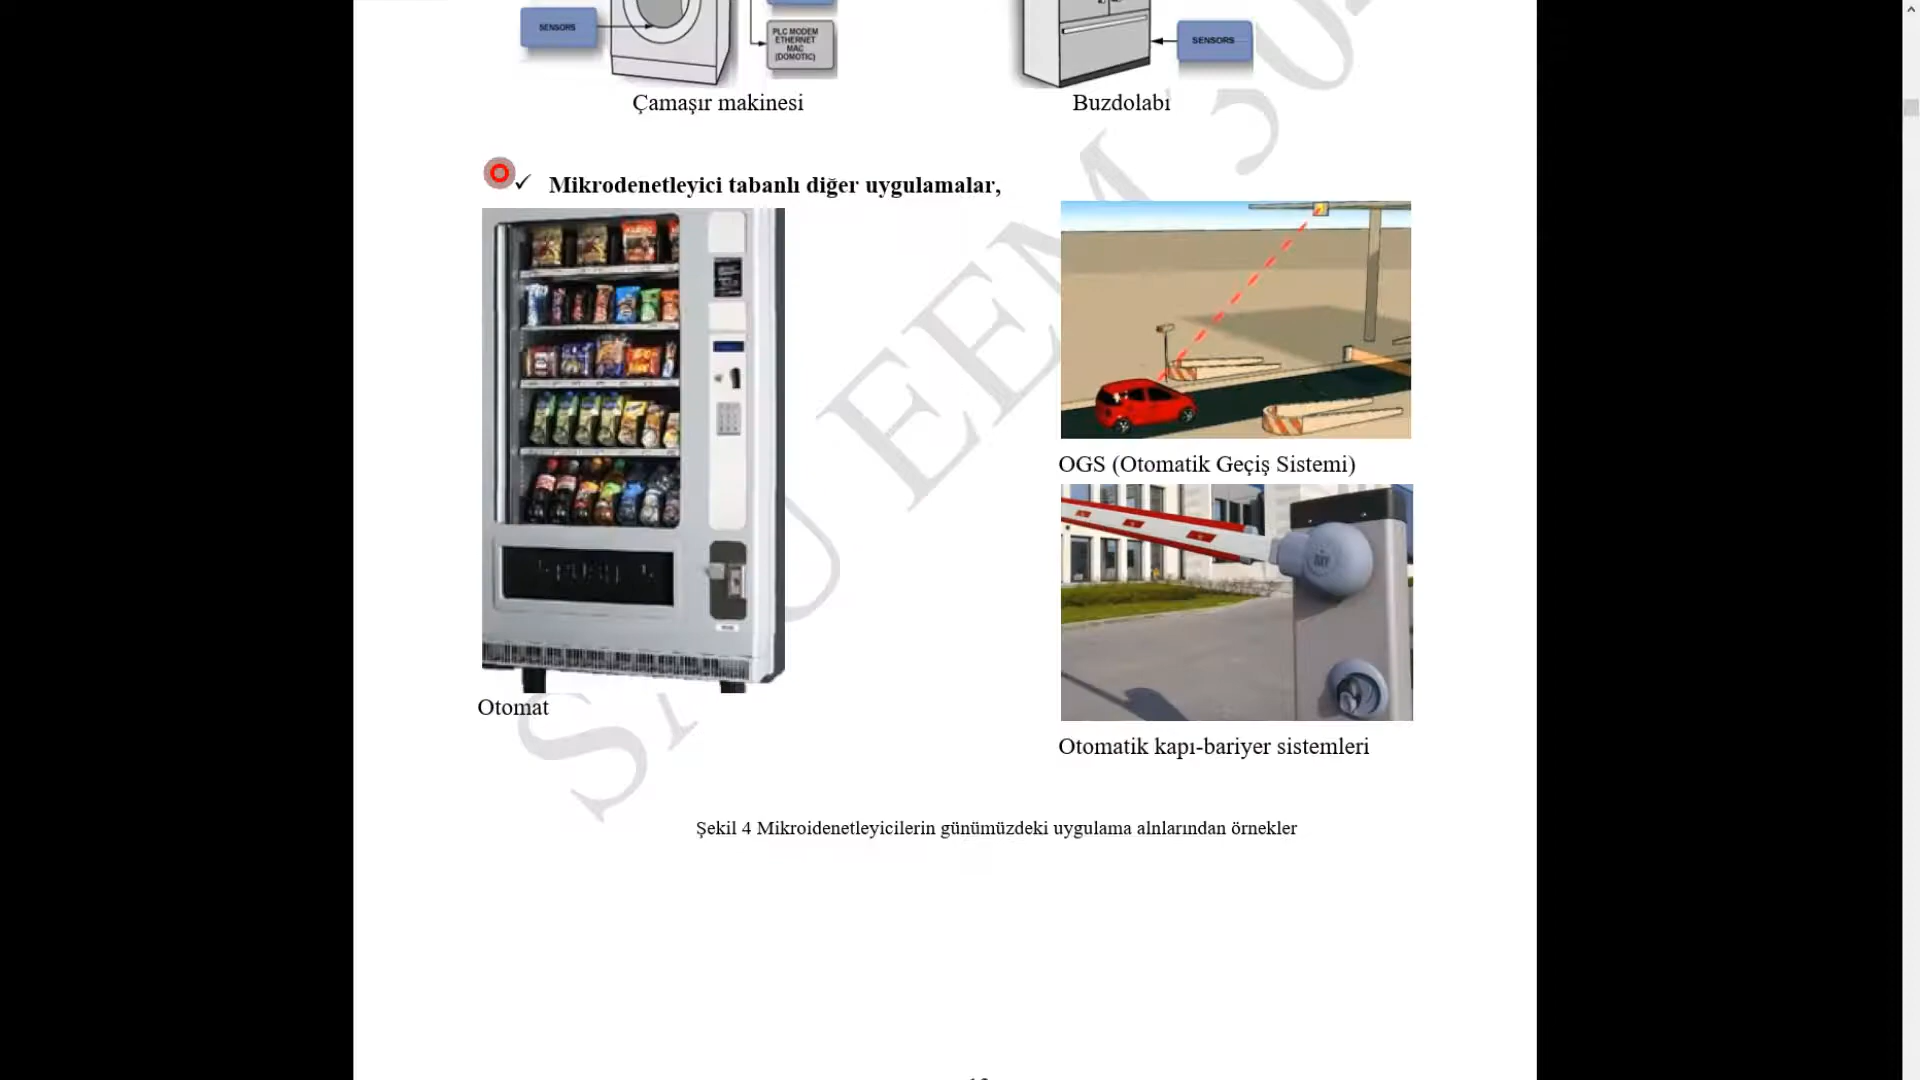 SENSORS
PLC MODEM
ETHERNET
MAC
(DOMOTIC)
SENSORS
Çamaşır makinesi
Buzdolabı
✓ Mikrodenetleyici tabanlı diğer uygulamalar,
OGS (Otomatik Geçiş Sistemi)
Otomat
Otomatik kapı-bariyer sistemleri
Şekil 4 Mikroidenetleyicilerin günümüzdeki uygulama alnlarından örnekler